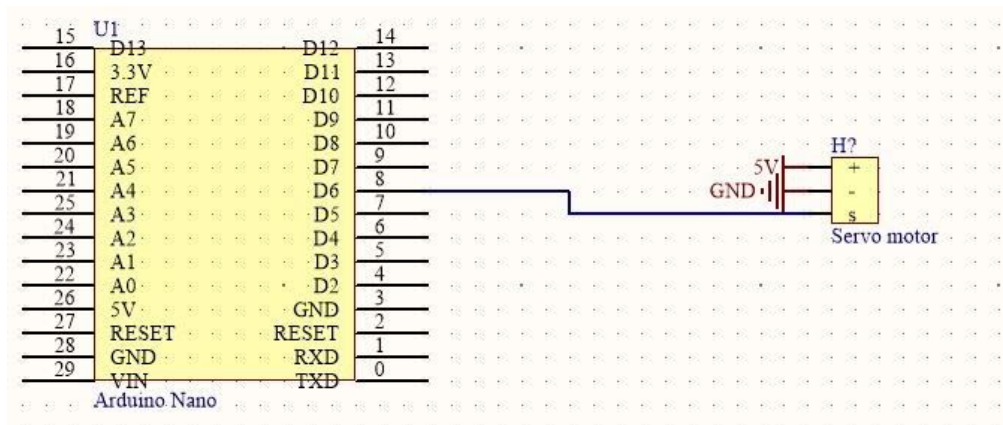 U1
15 D13 D12 14
16 3.3V D11 13
17 REF D10 12
18 A7 D9 11
19 A6 D8 10
20 A5 D7 9
21 A4 D6 8
25 A3 D5 7
24 A2 D4 6
23 A1 D3 5
22 A0 D2 4
26 5V GND 3
27 RESET RESET 2
28 GND RXD 1
29 VIN TXD 0
Arduino Nano
H?
5V +
GND -
s
Servo motor